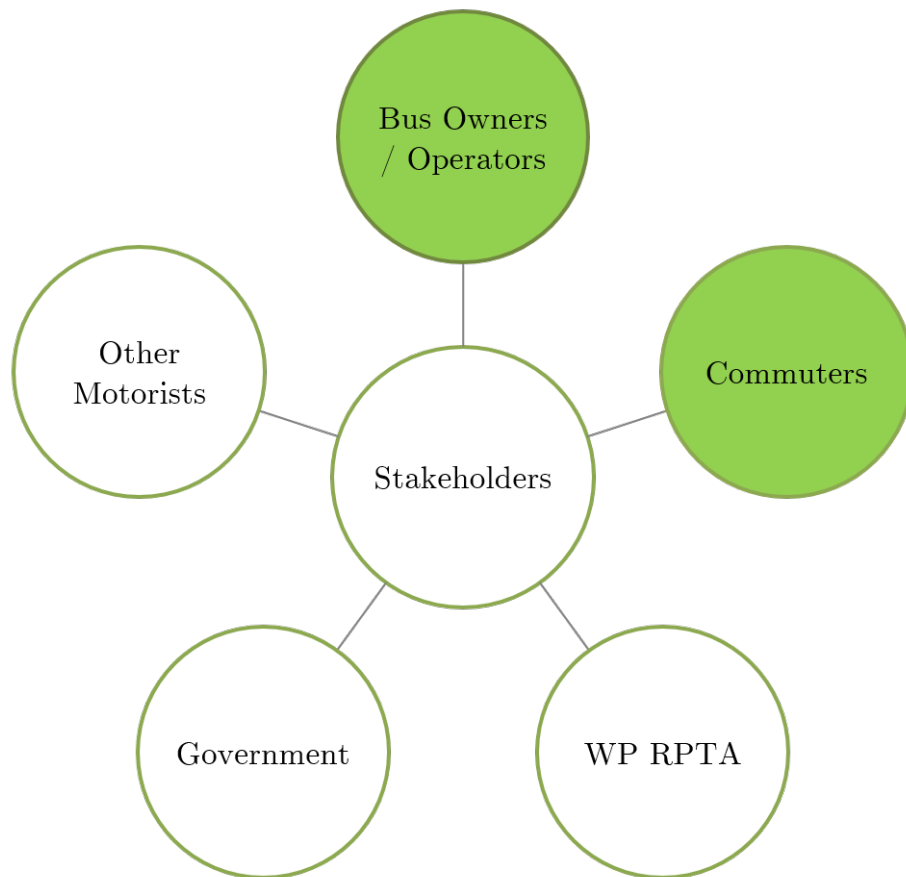 Bus Owners
/ Operators
Other
Motorists
Commuters
Stakeholders
Government
WP RPTA